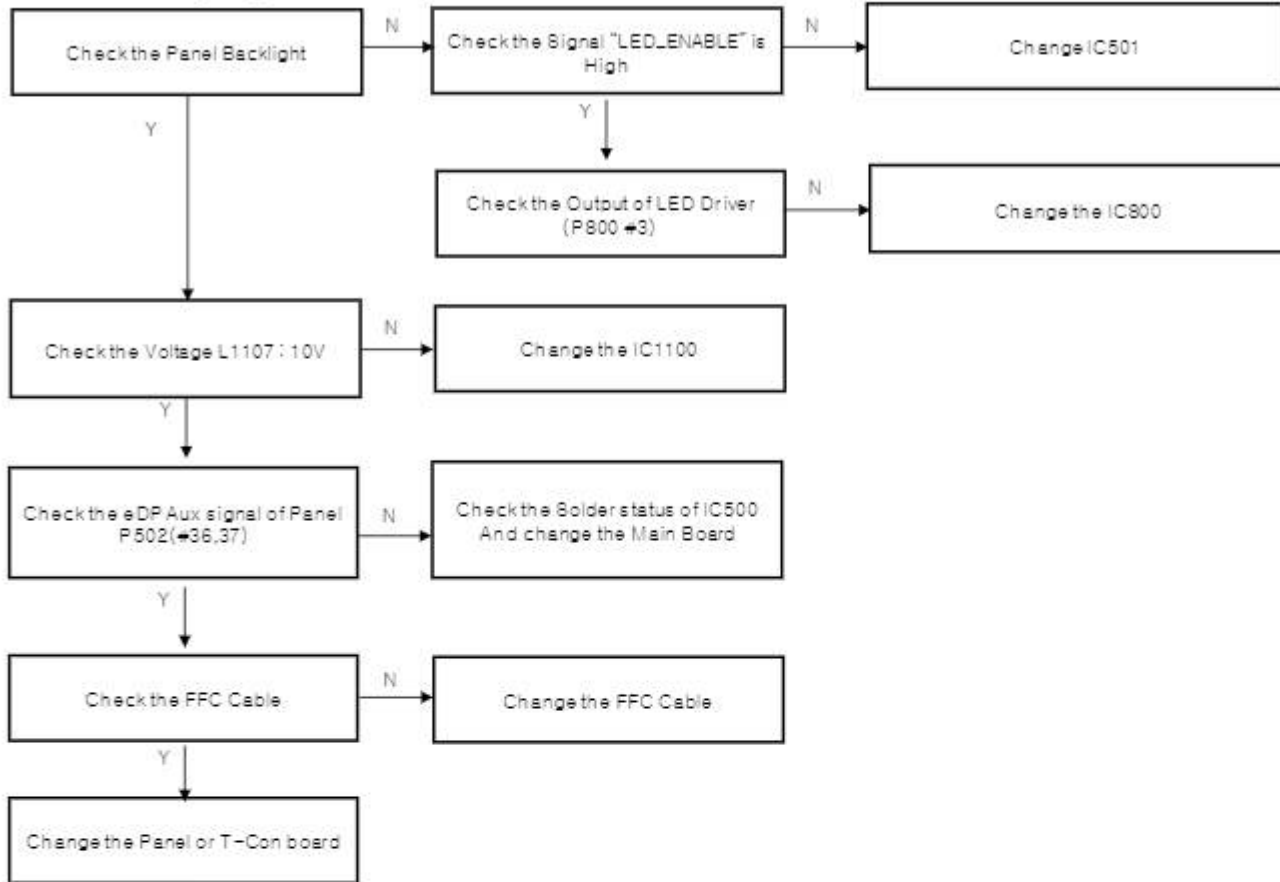 Check the Panel Backlight
N
Check the Signal "LED_ENABLE" is
High
N
Change IC501
Y
Y
Check the Output of LED Driver
(P800 #3)
N
Change the IC800
Check the Voltage L1107 : 10V
N
Change the IC1100
Y
Check the eDP Aux signal of Panel
P502(#36,37)
N
Check the Solder status of IC500
And change the Main Board
Y
Check the FFC Cable
N
Change the FFC Cable
Y
Change the Panel or T-Con board